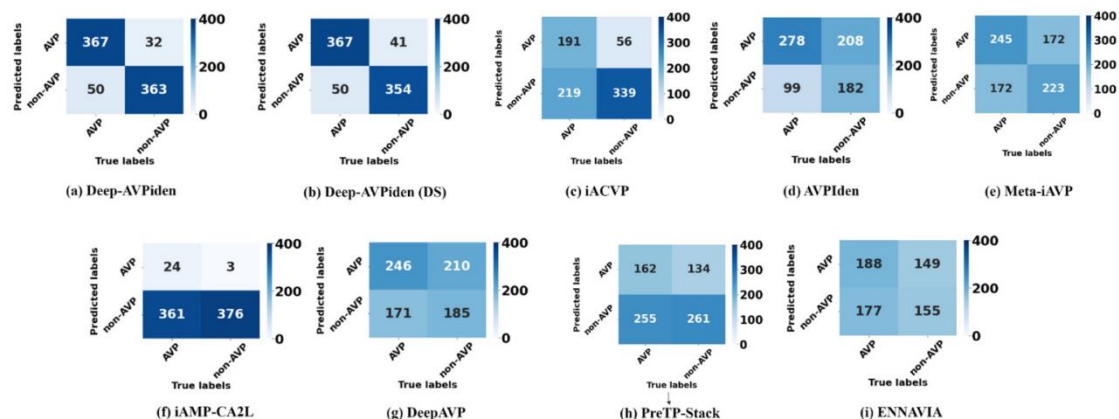 Predicted labels
AVP
non-AVP
367 32
50 363
400
200
0
AVP
non-AVP
True labels
(a) Deep-AVPiden
Predicted labels
AVP
non-AVP
367 41
50 354
400
200
0
AVP
non-AVP
True labels
(b) Deep-AVPiden (DS)
Predicted labels
AVP
non-AVP
191 56
219 339
400
300
200
100
0
AVP
non-AVP
True labels
(c) iACVP
Predicted labels
AVP
non-AVP
278 208
99 182
400
200
0
AVP
non-AVP
True labels
(d) AVPIden
Predicted labels
AVP
non-AVP
245 172
172 223
400
300
200
100
0
AVP
non-AVP
True labels
(e) Meta-iAVP
Predicted labels
AVP
non-AVP
24 3
361 376
400
200
0
AVP
non-AVP
True labels
(f) iAMP-CA2L
Predicted labels
AVP
non-AVP
246 210
171 185
400
200
0
AVP
non-AVP
True labels
(g) DeepAVP
Predicted labels
AVP
non-AVP
162 134
255 261
400
300
200
100
0
AVP
non-AVP
True labels
(h) PreTP-Stack
Predicted labels
AVP
non-AVP
188 149
177 155
400
200
0
AVP
non-AVP
True labels
(i) ENNAVIA